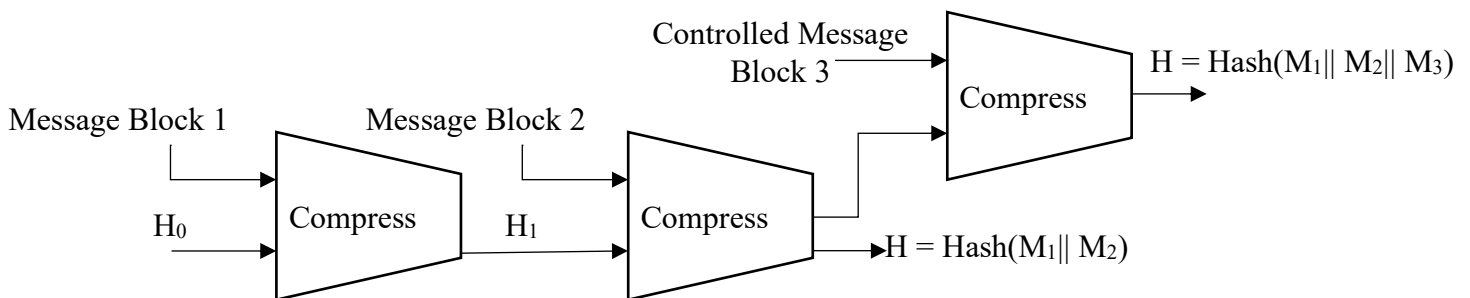 Controlled Message
Block 3
H = Hash(M₁|| M₂|| M₃)
Compress
Message Block 1
Message Block 2
Compress
Compress
H₀
H₁
H = Hash(M₁|| M₂)